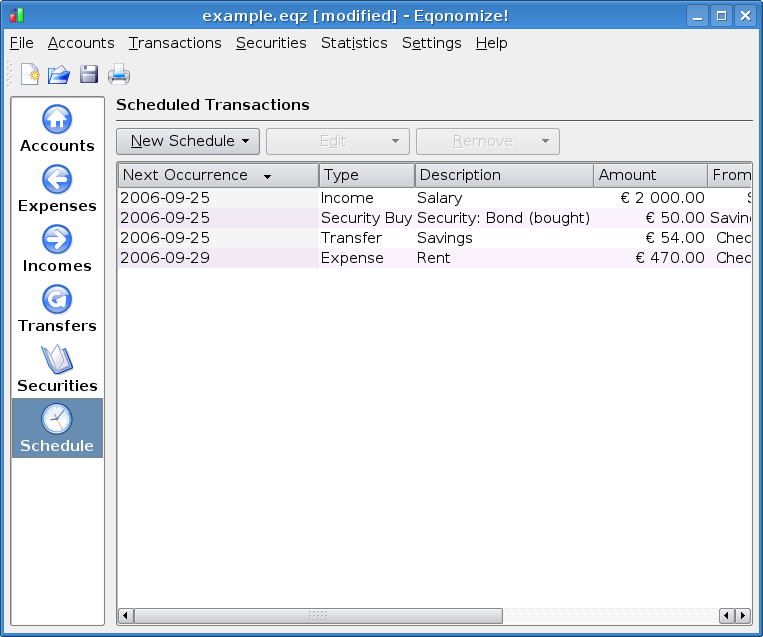 example.eqz [modified] - Eqonomize!
File Accounts Transactions Securities Statistics Settings Help
Scheduled Transactions
New Schedule Edit Remove
Accounts
Expenses
Incomes
Transfers
Securities
Schedule
Next Occurrence Type Description Amount From
2006-09-25 Income Salary € 2 000.00 S
2006-09-25 Security Buy Security: Bond (bought) € 50.00 Savin
2006-09-25 Transfer Savings € 54.00 Chec
2006-09-29 Expense Rent € 470.00 Chec